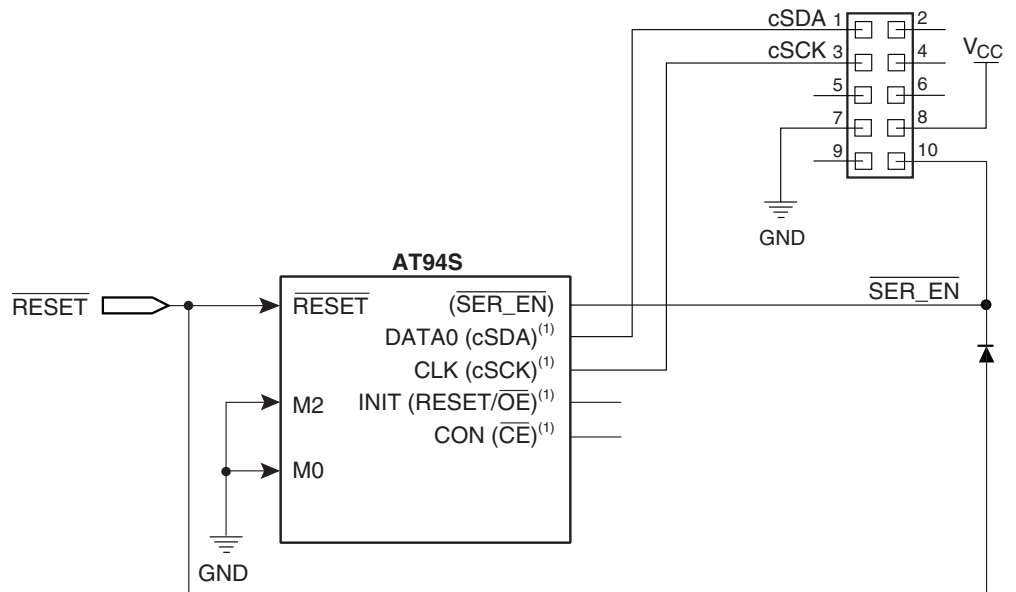 cSDA 1 2
cSCK 3 4
VCC
5 6
7 8
9 10
GND
AT94S
RESET RESET (SER_EN) SER_EN
DATA0 (cSDA)(1)
CLK (cSCK)(1)
M2 INIT (RESET/OE)(1)
CON (CE)(1)
M0
GND